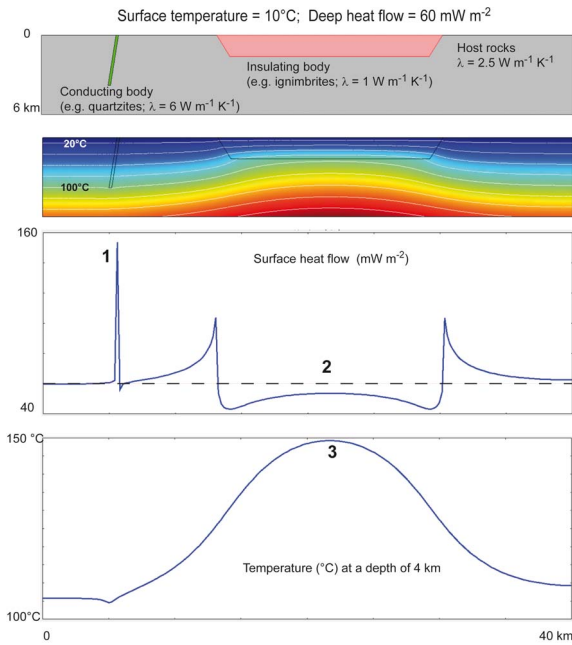 Surface temperature = 10°C; Deep heat flow = 60 mW m⁻²
0
6 km
Conducting body
(e.g. quartzites; λ = 6 W m⁻¹ K⁻¹)
Insulating body
(e.g. ignimbrites; λ = 1 W m⁻¹ K⁻¹)
Host rocks
λ = 2.5 W m⁻¹ K⁻¹
20°C
100°C
160
40
1
Surface heat flow (mW m⁻²)
2
150 °C
100°C
3
Temperature (°C) at a depth of 4 km
0
40 km